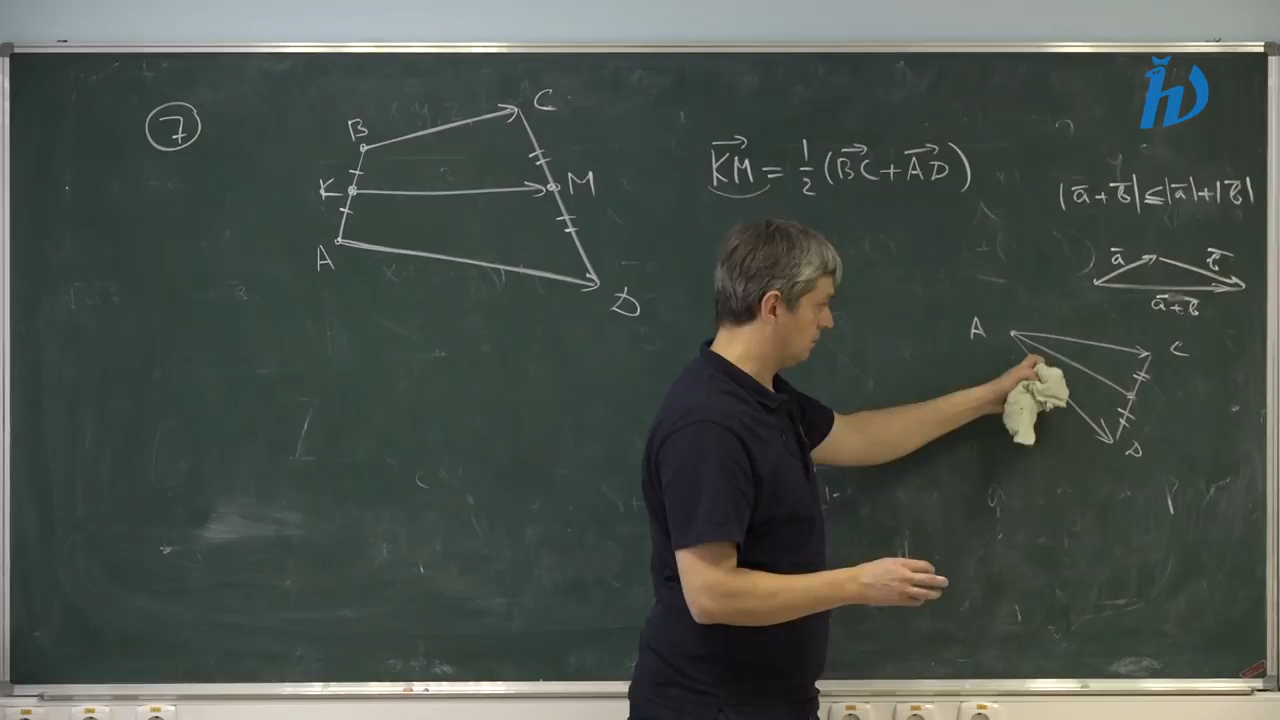 7
B
C
K
M
A
D
KM = 1/2 (BC + AD)
|a + b| ≤ |a| + |b|
a
b
a + b
A
C
D